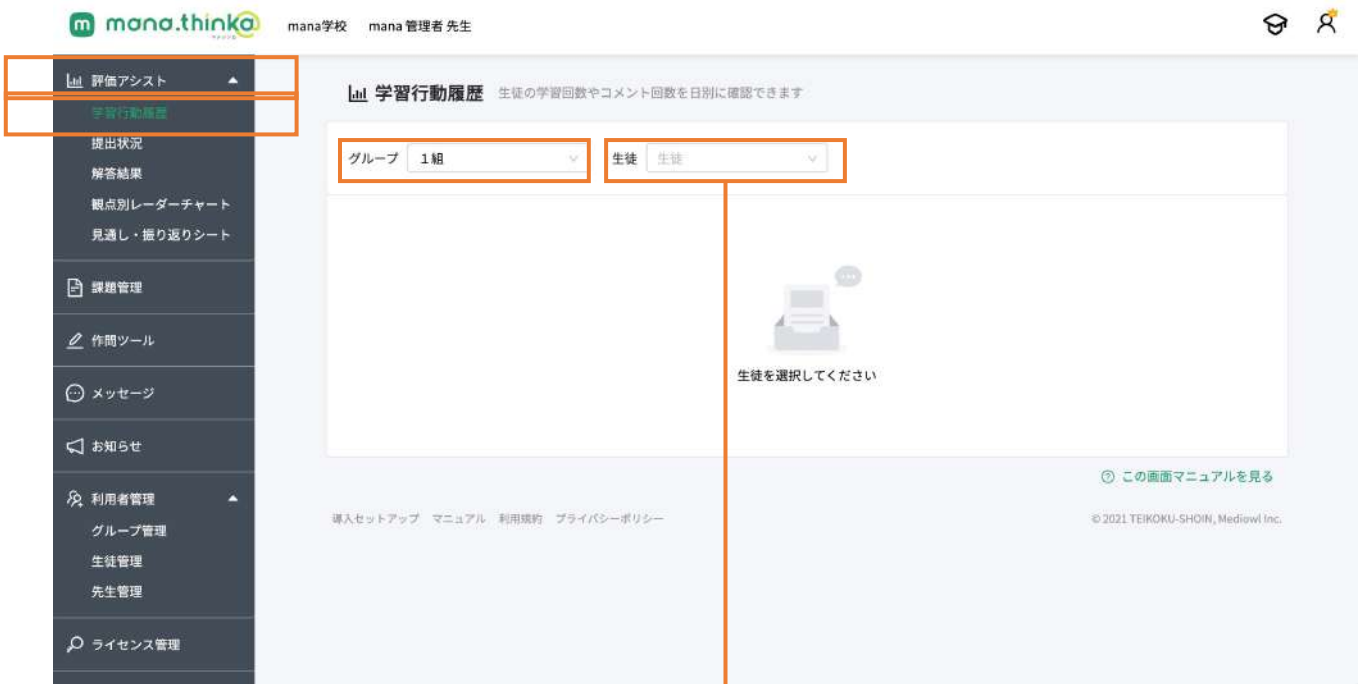 mana.thinka
mana学校 mana 管理者 先生
評価アシスト
学習行動履歴
提出状況
解答結果
観点別レーダーチャート
見通し・振り返りシート
課題管理
作問ツール
メッセージ
お知らせ
利用者管理
グループ管理
生徒管理
先生管理
ライセンス管理
学習行動履歴 生徒の学習回数やコメント回数を日別に確認できます
グループ 1組 生徒 生徒
生徒を選択してください
この画面マニュアルを見る
導入セットアップ マニュアル 利用規約 プライバシーポリシー
© 2021 TEIKOKU-SHOIN, Mediowl Inc.